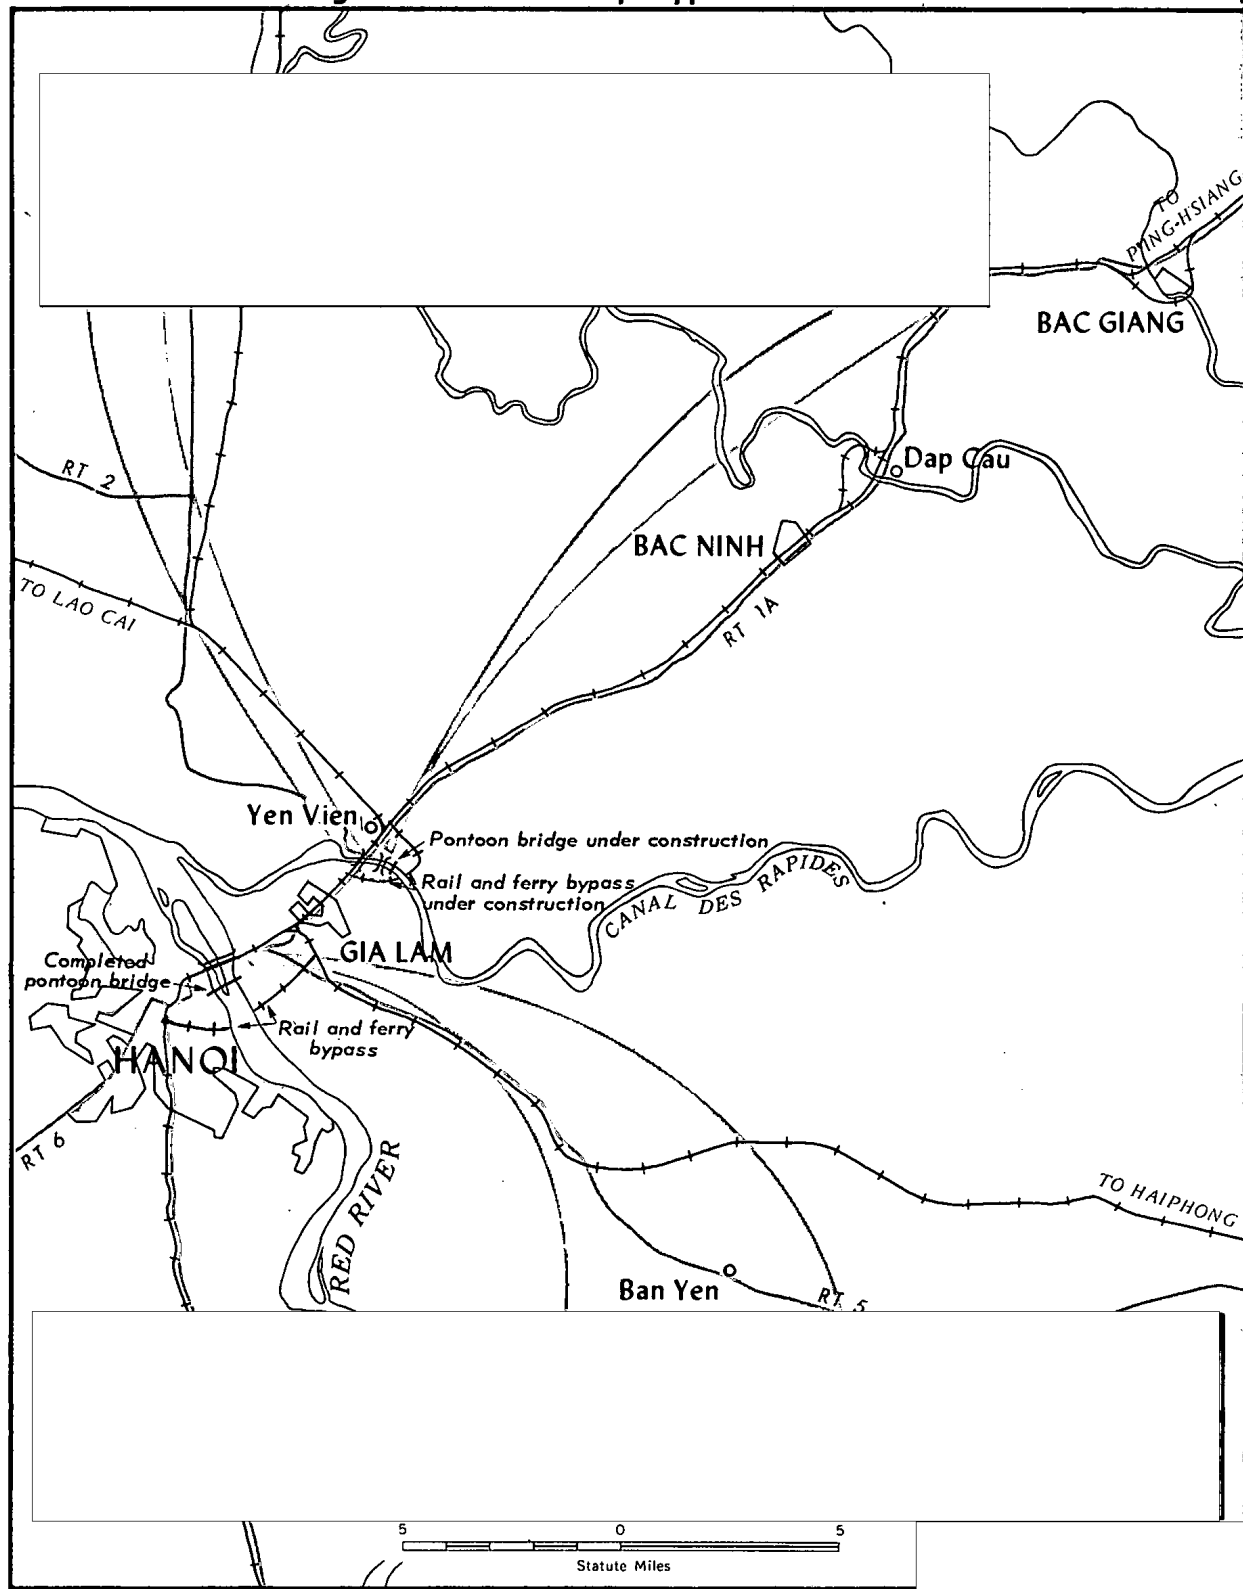 TO
PING-HSIANG
BAC GIANG
RT 2
Dap Cau
BAC NINH
TO LAO CAI
RT 1A
Yen Vien
Pontoon bridge under construction
Rail and ferry bypass
under construction
CANAL DES RAPIDES
GIA LAM
Completed
pontoon bridge
Rail and ferry
bypass
HANOI
RT 6
RED RIVER
TO HAIPHONG
Ban Yen
RT 5
5 0 5
Statute Miles